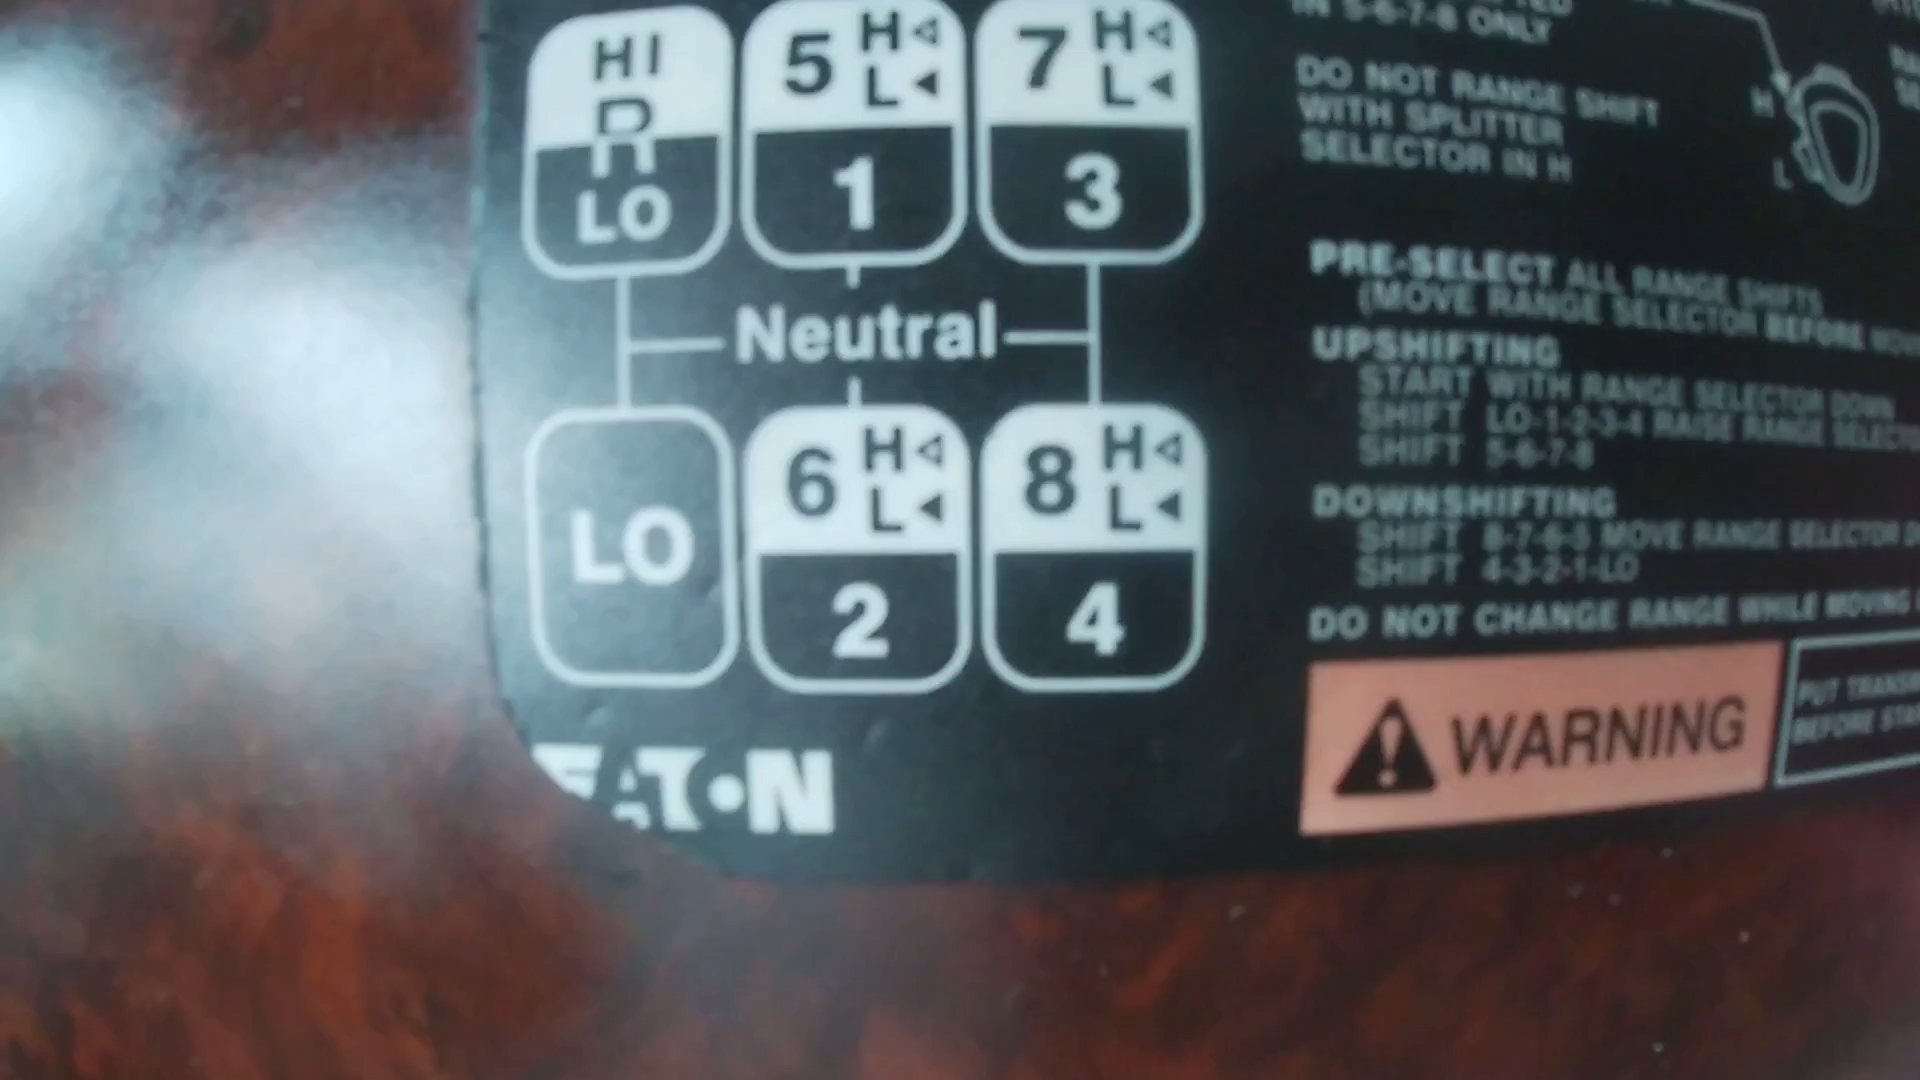 HI
R
LO
5 H L
1
7 H L
3
Neutral
LO
6 H L
2
8 H L
4
EATON
IN 5-6-7-8 ONLY
DO NOT RANGE SHIFT
WITH SPLITTER
SELECTOR IN H
H
L
PRE-SELECT ALL RANGE SHIFTS
(MOVE RANGE SELECTOR BEFORE
UPSHIFTING
START WITH RANGE SELECTOR DOWN
SHIFT LO-1-2-3-4 RAISE RANGE
SHIFT 5-6-7-8
DOWNSHIFTING
SHIFT 8-7-6-5 MOVE RANGE SELECTOR
SHIFT 4-3-2-1-LO
DO NOT CHANGE RANGE WHILE MOVING
WARNING
PUT
BEFORE